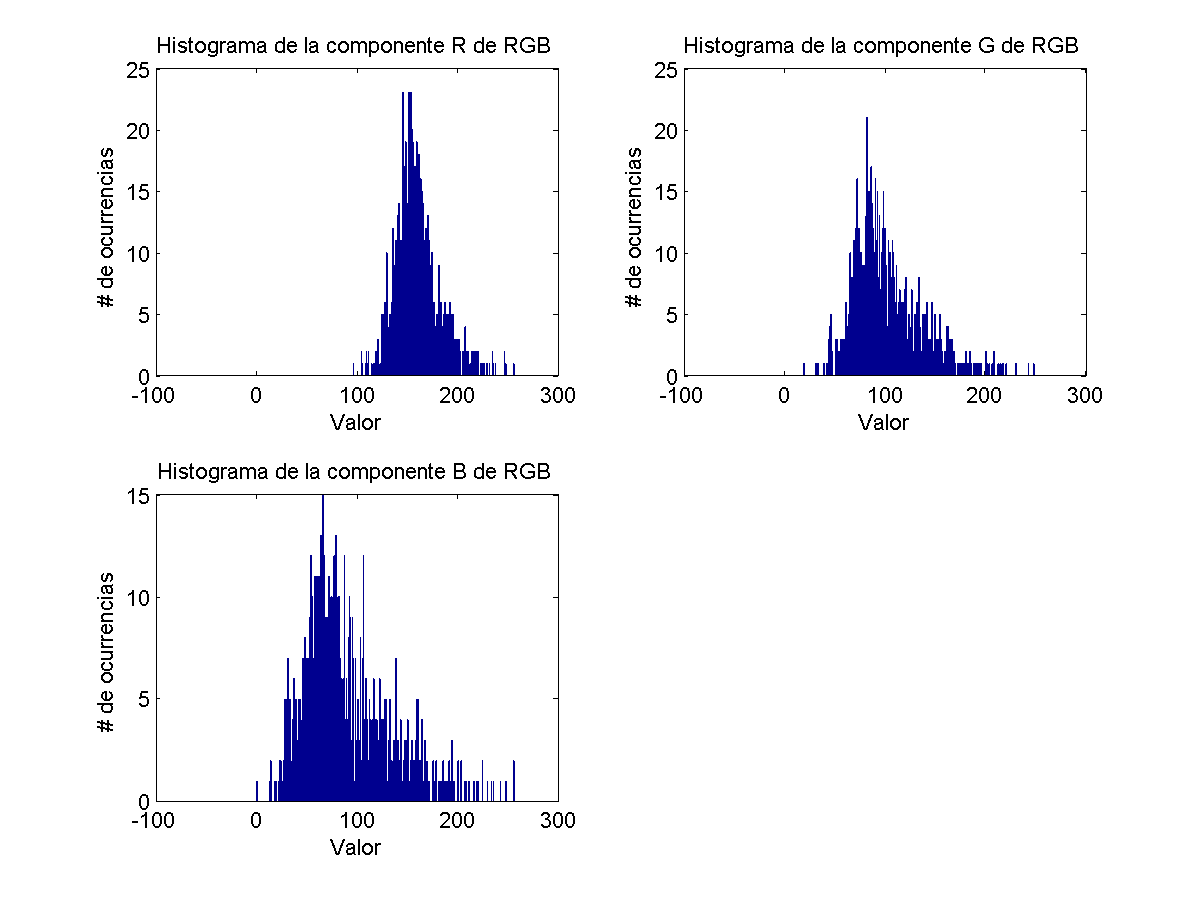 Histograma de la componente R de RGB
25
20
15
10
5
0
-100 0 100 200 300
# de ocurrencias
Valor
Histograma de la componente G de RGB
25
20
15
10
5
0
-100 0 100 200 300
# de ocurrencias
Valor
Histograma de la componente B de RGB
15
10
5
0
-100 0 100 200 300
# de ocurrencias
Valor